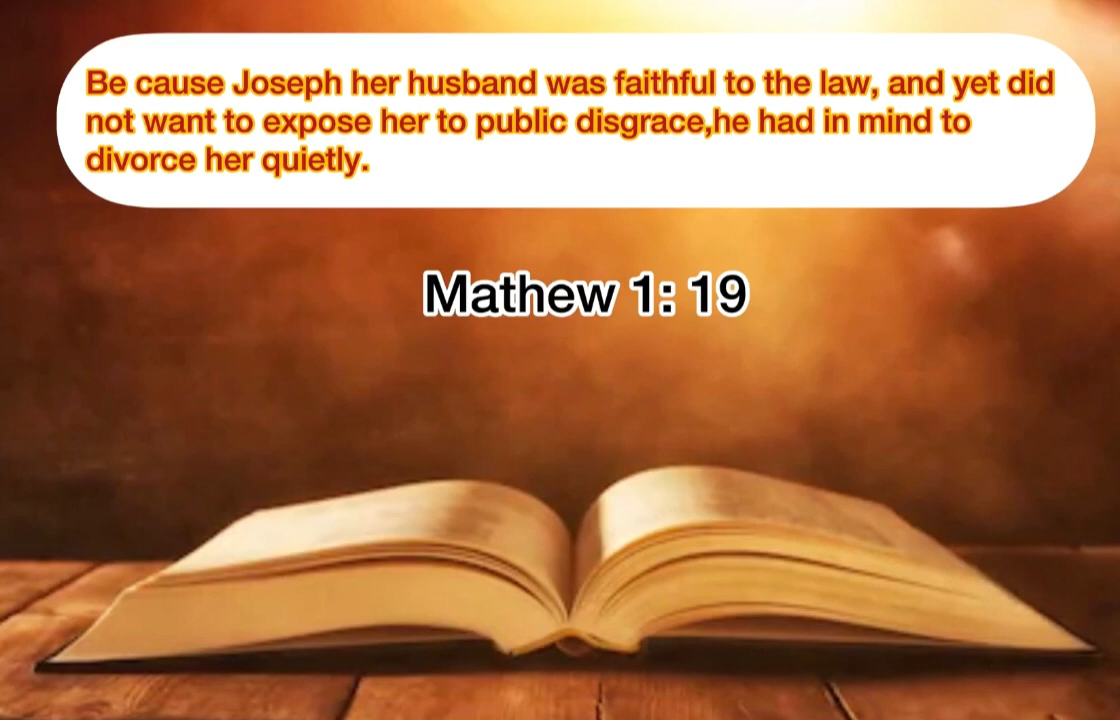 Be cause Joseph her husband was faithful to the law, and yet did
not want to expose her to public disgrace,he had in mind to
divorce her quietly.
Mathew 1: 19